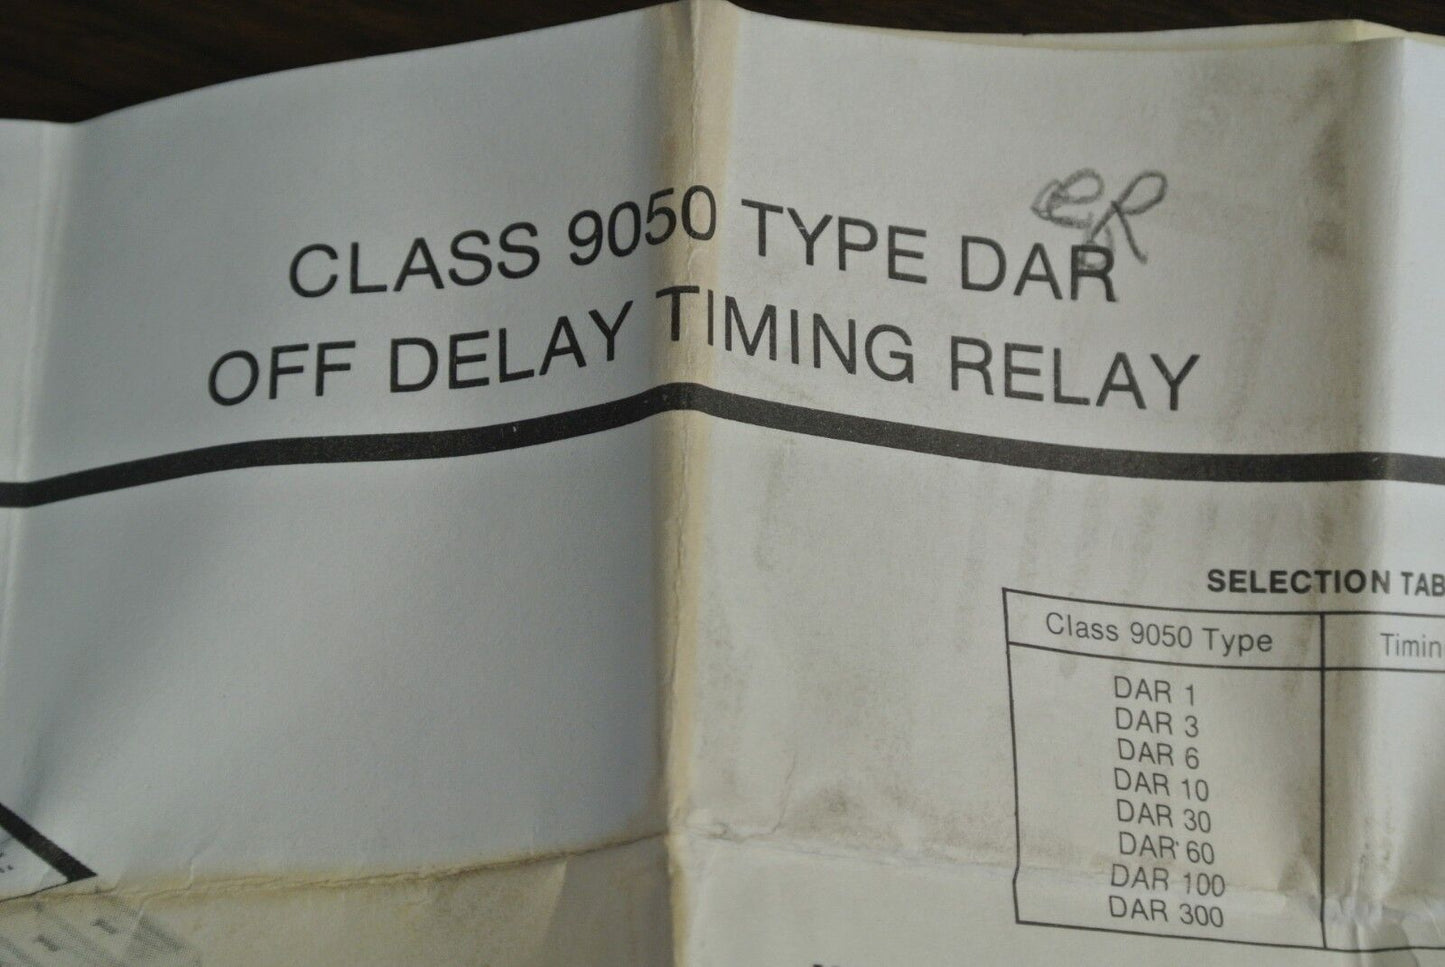 eR
CLASS 9050 TYPE DAR
OFF DELAY TIMING RELAY
SELECTION TAB
Class 9050 Type Timin
DAR 1
DAR 3
DAR 6
DAR 10
DAR 30
DAR 60
DAR 100
DAR 300